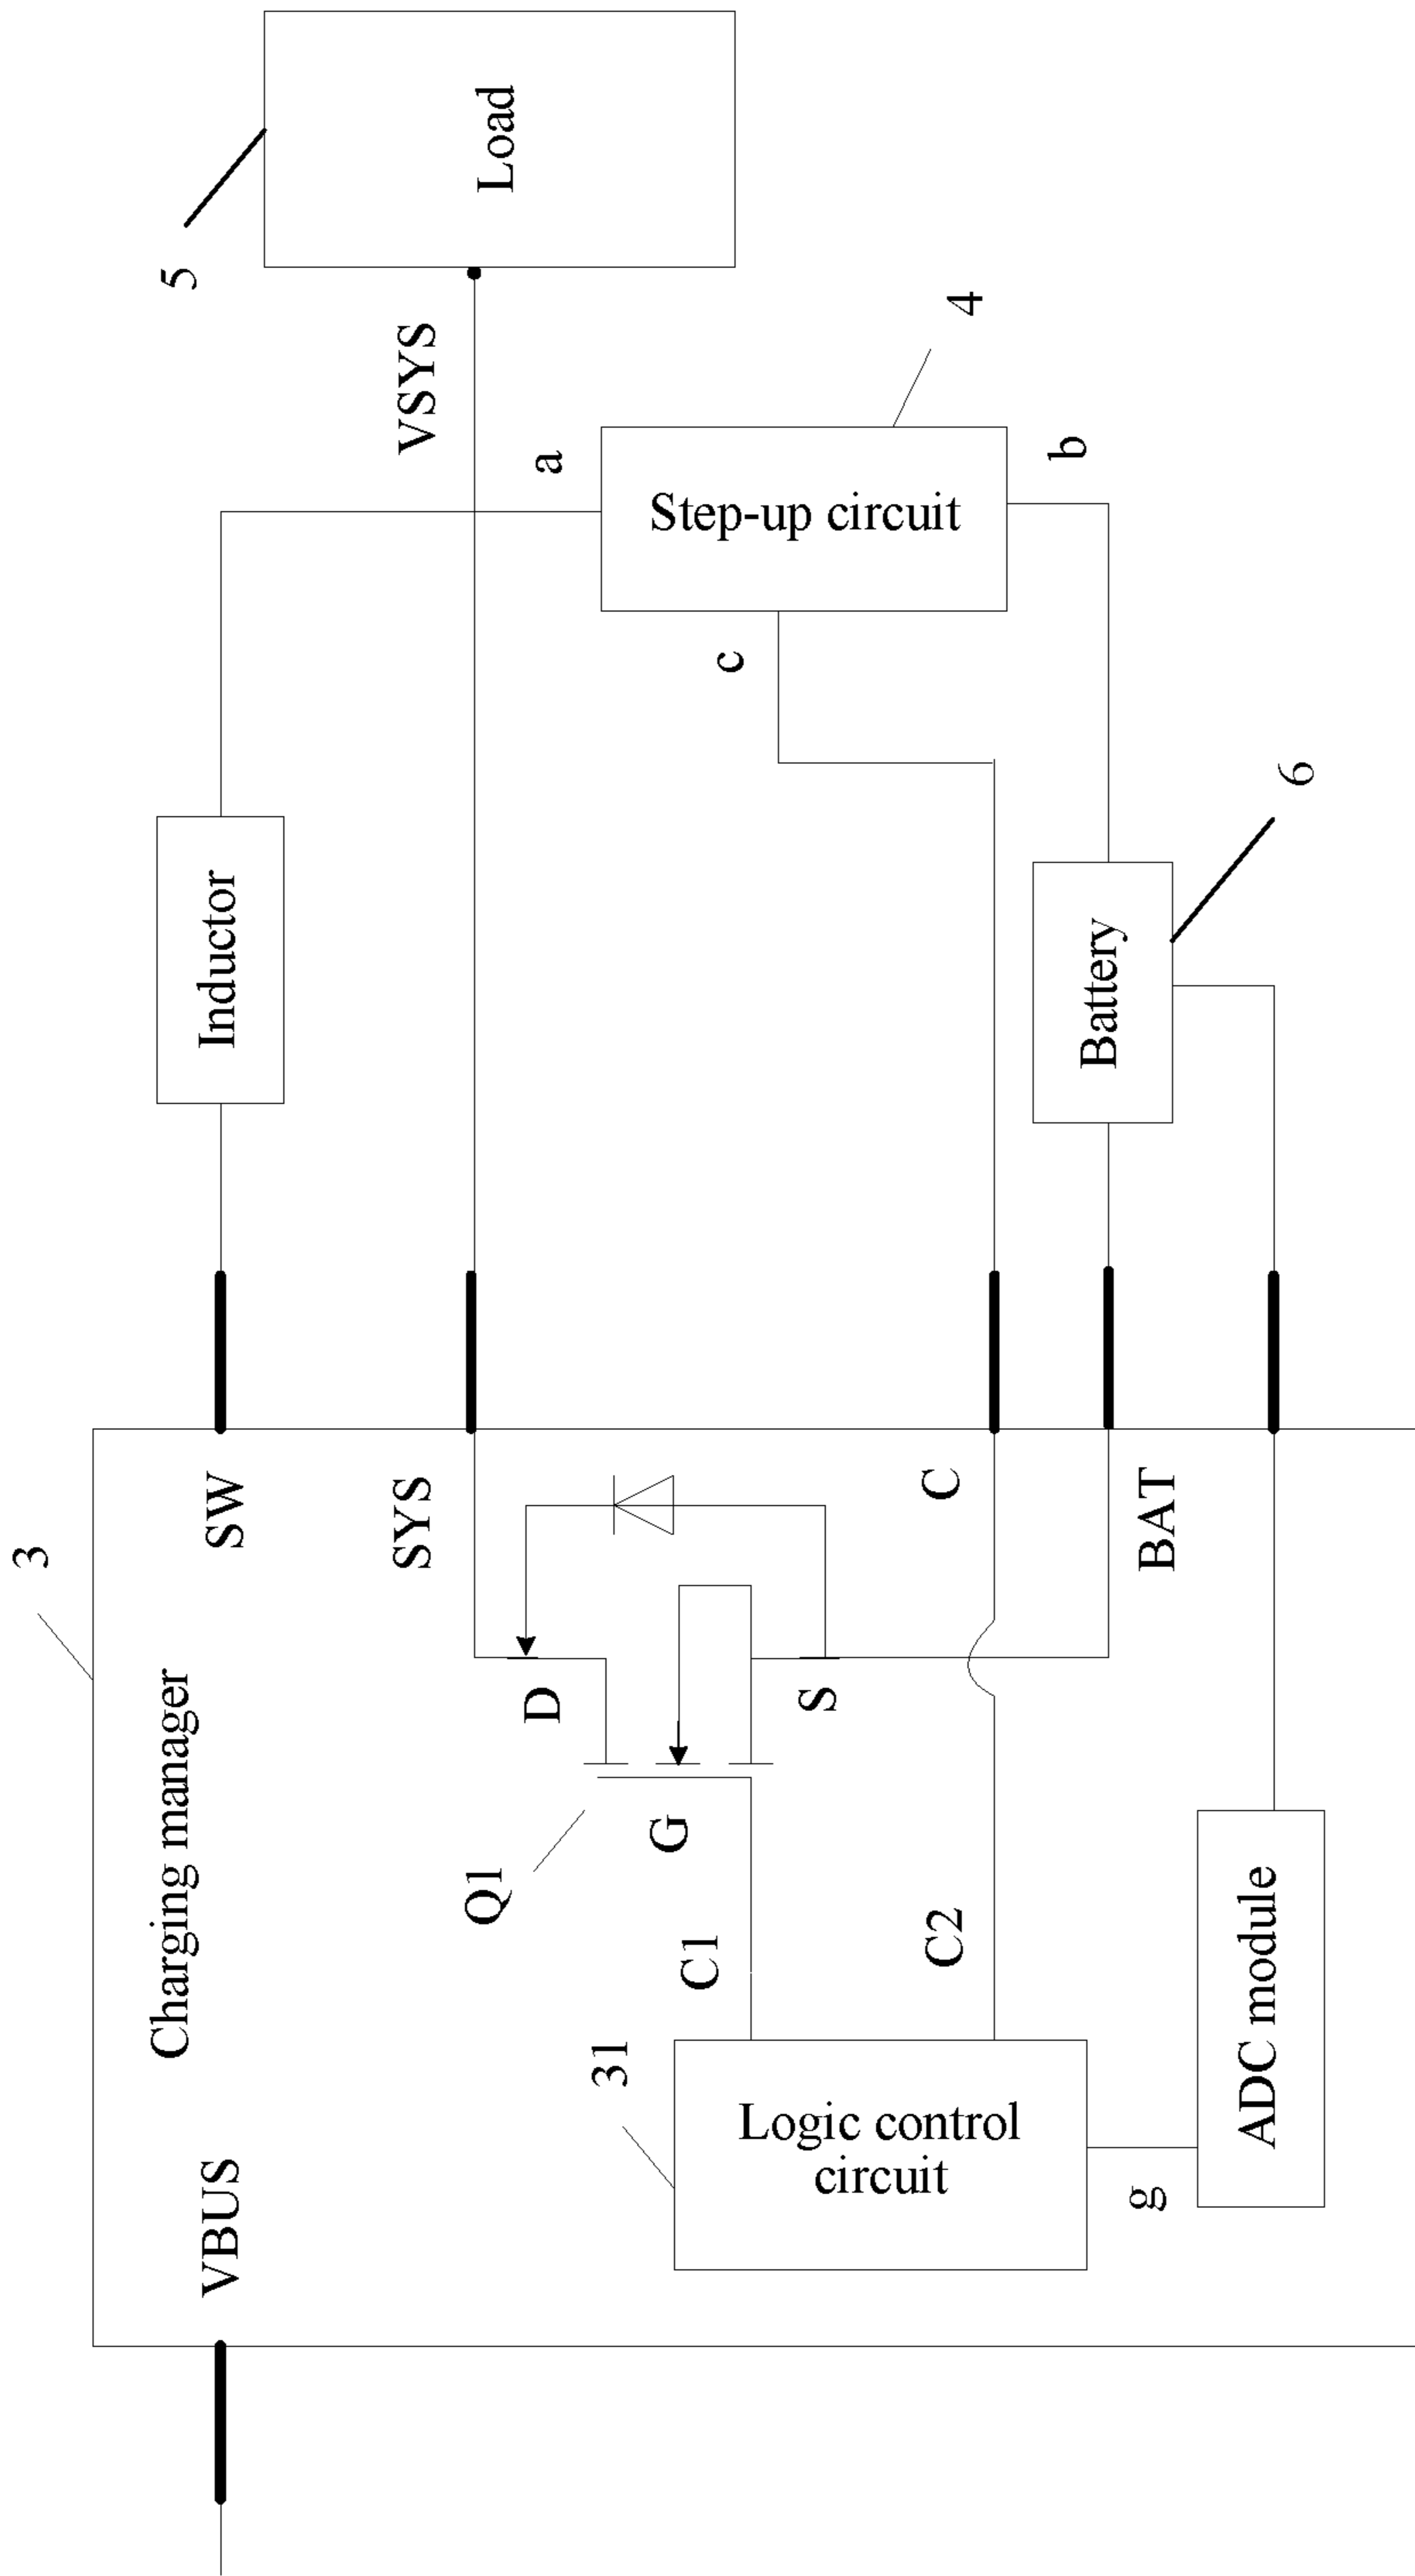 3
Charging manager
VBUS
SW
Inductor
5
Load
SYS
VSYS
Q1
D
G
S
C1
31
Logic control
circuit
C2
C
a
Step-up circuit
4
c
b
BAT
Battery
6
g
ADC module